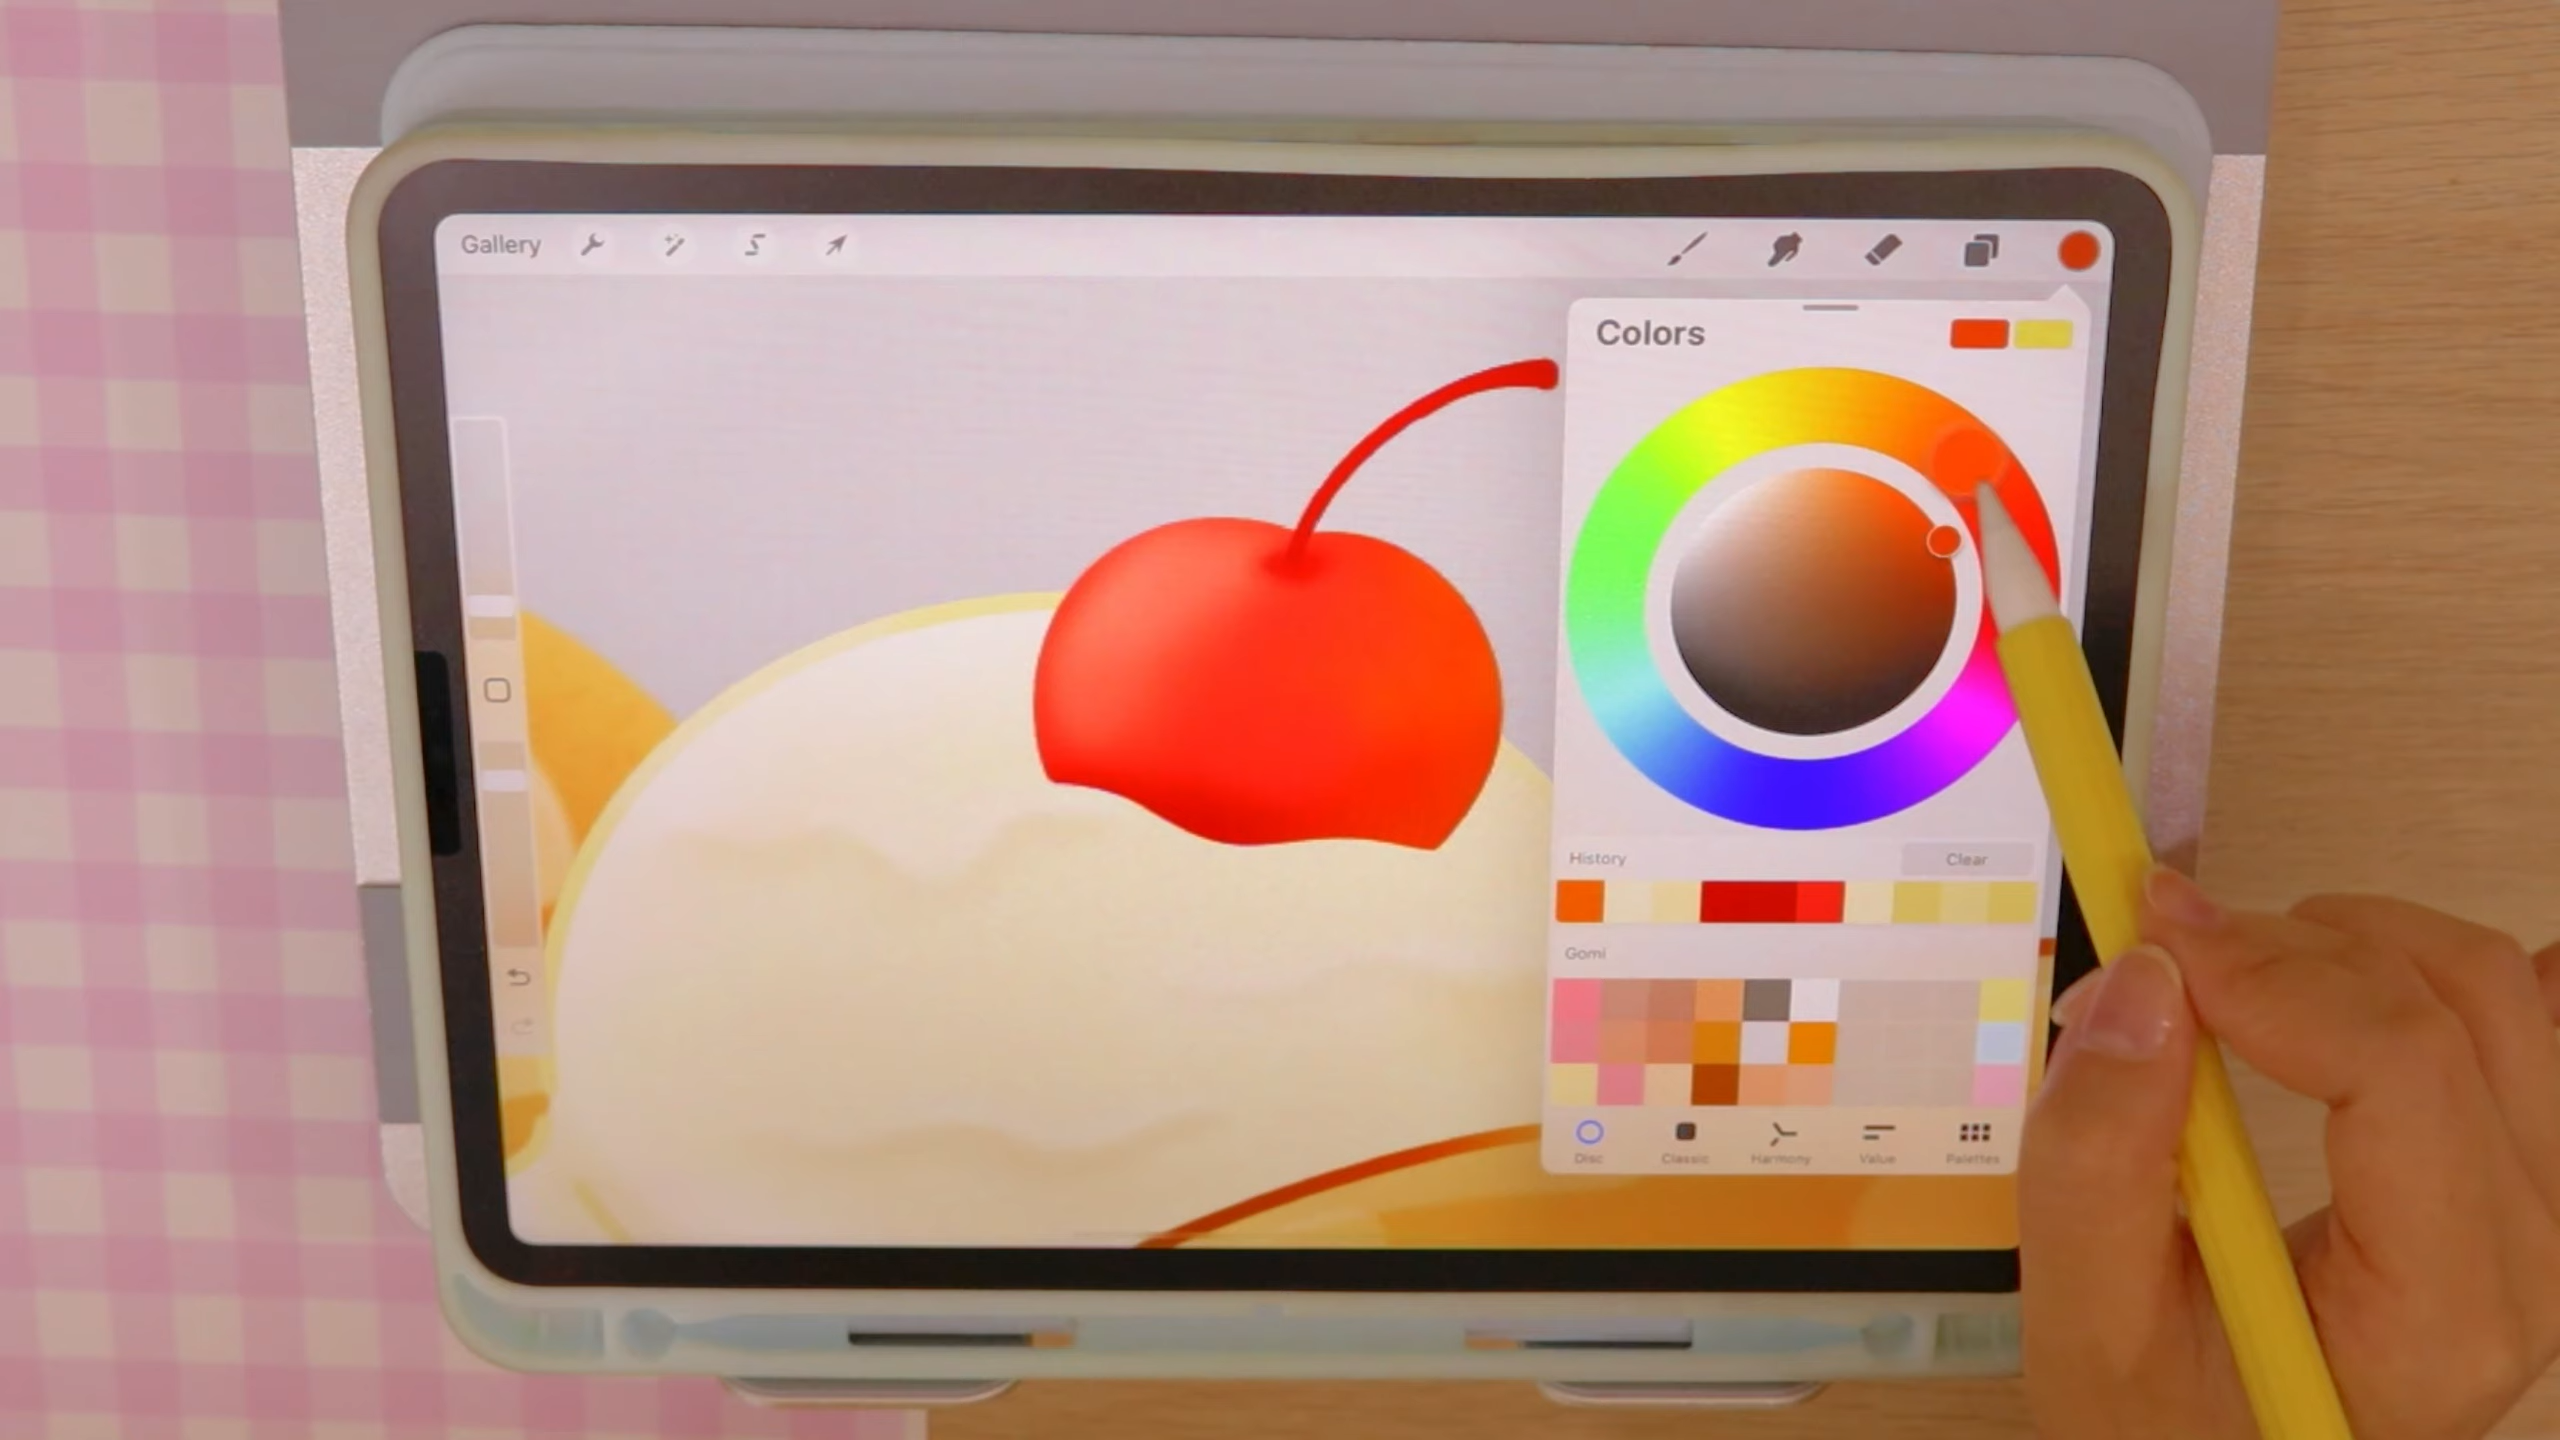 Gallery
Colors
History
Clear
Gomi
Disc
Classic
Harmony
Value
Palettes